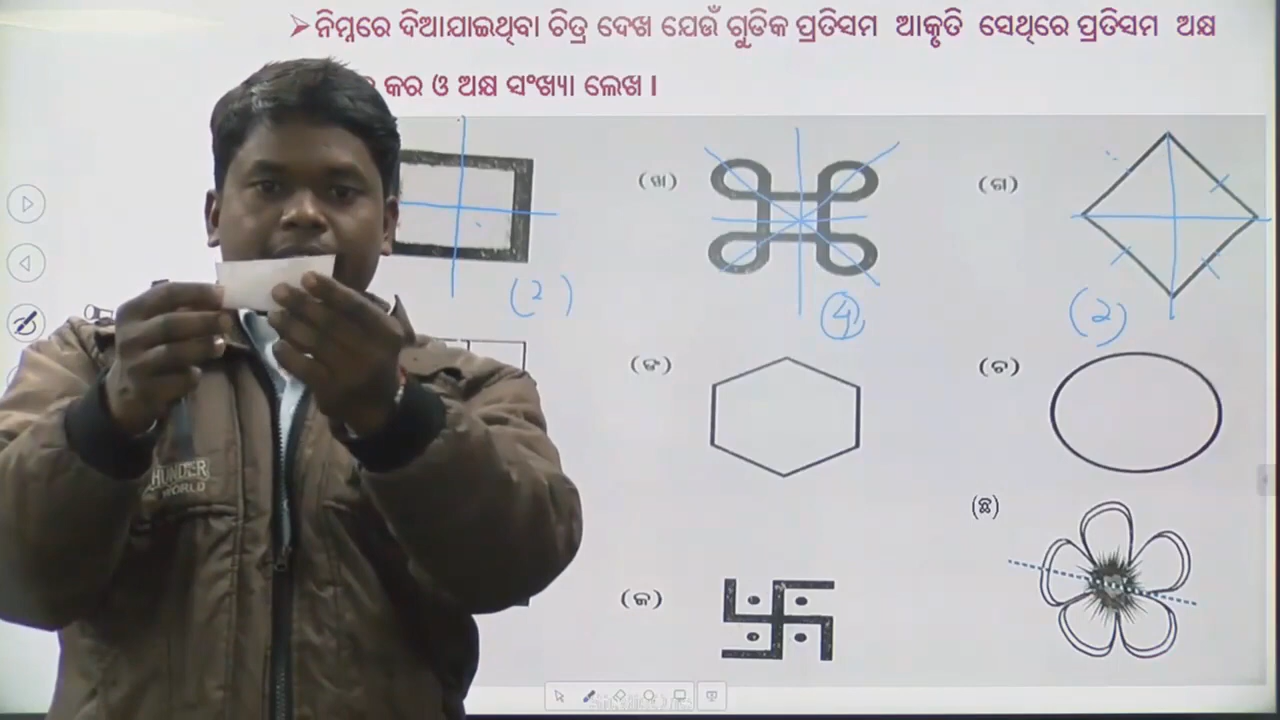 ➢ ନିମ୍ନରେ ଦିଆଯାଇଥିବା ଚିତ୍ର ଦେଖ ଯେଉଁ ଗୁଡିକ ପ୍ରତିସମ ଆକୃତି ସେଥିରେ ପ୍ରତିସମ ଅକ୍ଷ
କର ଓ ଅକ୍ଷ ସଂଖ୍ୟା ଲେଖ ।
(ଖ) (ଗ)
(2) ④ (2)
(ଙ) (ଚ)
THUNDER
WORLD
(ଛ)
(ଜ)